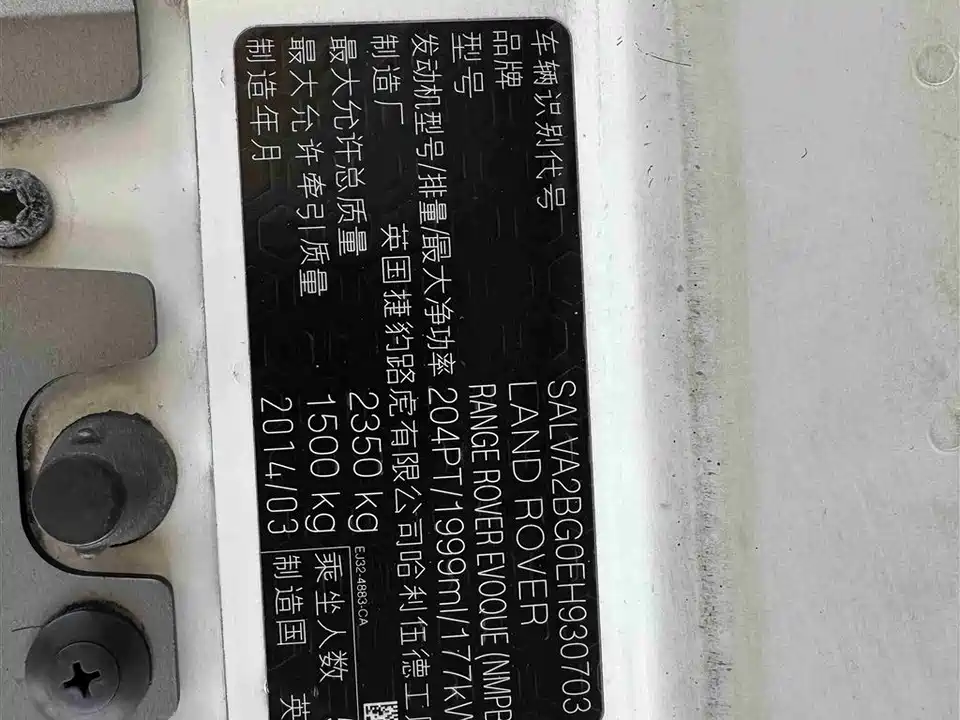 车辆识别代号 SALVA2BG0EH930703
品牌 LAND ROVER
型号 RANGE ROVER EVOQUE (NMPB
发动机型号/排量/最大净功率 204PT/1999ml/177kW
制造厂 英国捷豹路虎有限公司哈利伍德工
最大允许总质量 2350 kg EJ32-4883-CA
最大允许牵引质量 1500 kg 乘坐人数
制造年月 2014/03 制造国 英